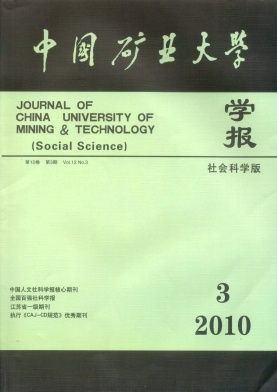 中国矿业大学
JOURNAL OF
CHINA UNIVERSITY OF
MINING & TECHNOLOGY
(Social Science)
学报
社会科学版
第12卷 第3期 Vol.12 No.3
中国人文社科学报核心期刊
全国百强社科学报
江苏省一级期刊
执行《CAJ-CD规范》优秀期刊
3
2010